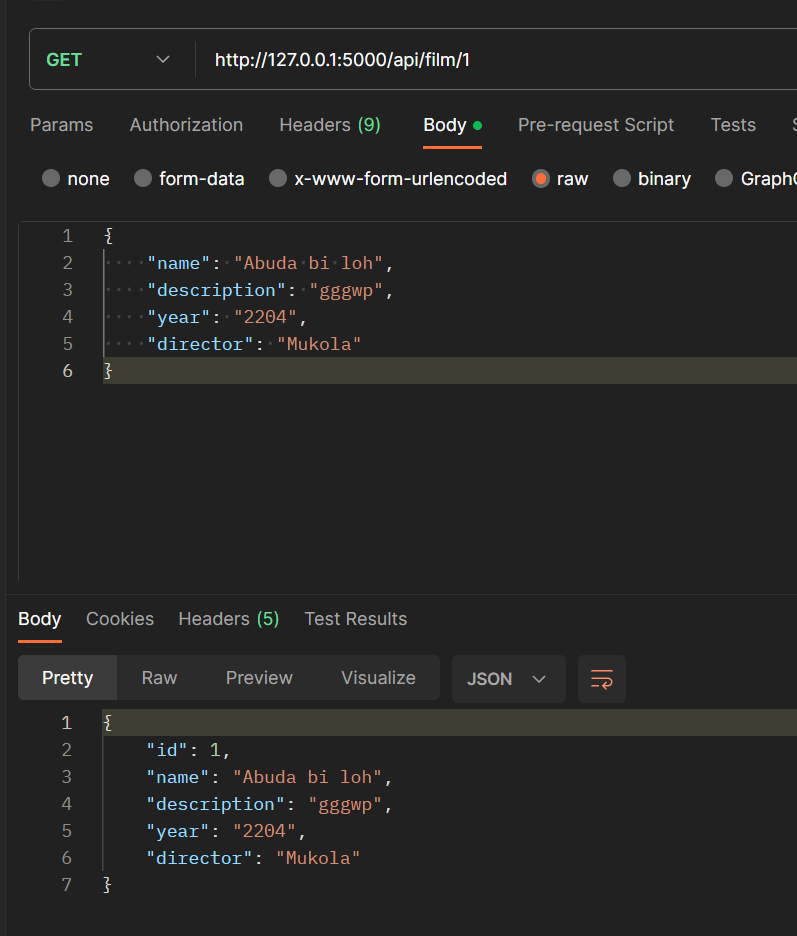 GET http://127.0.0.1:5000/api/film/1
Params Authorization Headers (9) Body Pre-request Script Tests
none form-data x-www-form-urlencoded raw binary
1 {
2 "name": "Abuda bi loh",
3 "description": "gggwp",
4 "year": "2204",
5 "director": "Mukola"
6 }
Body Cookies Headers (5) Test Results
Pretty Raw Preview Visualize JSON
1 {
2 "id": 1,
3 "name": "Abuda bi loh",
4 "description": "gggwp",
5 "year": "2204",
6 "director": "Mukola"
7 }